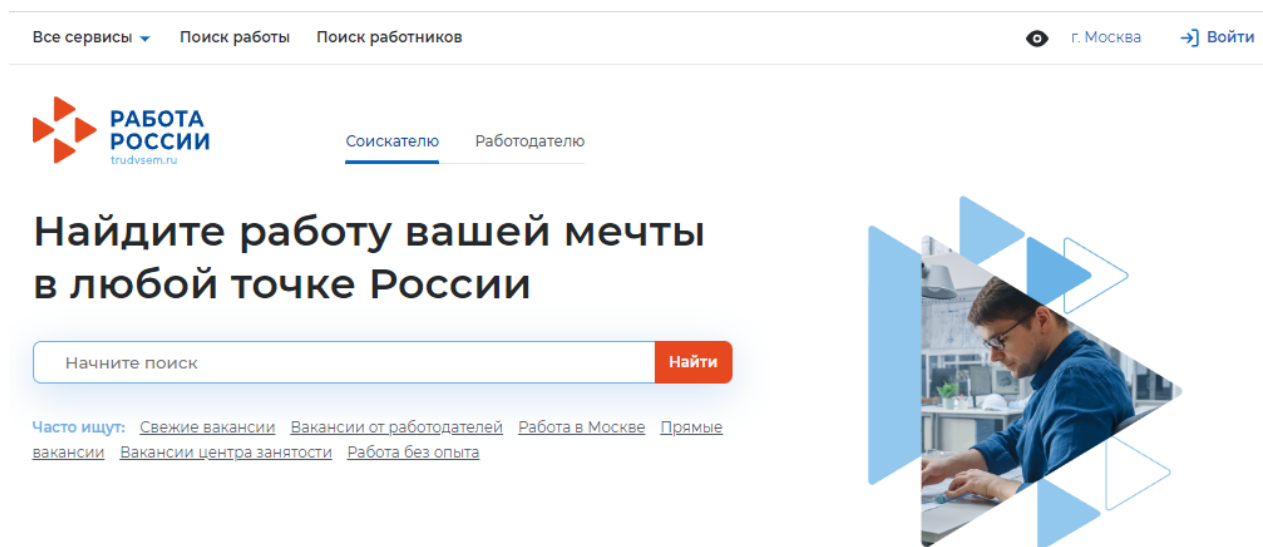 Все сервисы Поиск работы Поиск работников г. Москва Войти
РАБОТА
РОССИИ
trudvsem.ru
Соискателю Работодателю
Найдите работу вашей мечты
в любой точке России
Начните поиск Найти
Часто ищут: Свежие вакансии Вакансии от работодателей Работа в Москве Прямые
вакансии Вакансии центра занятости Работа без опыта